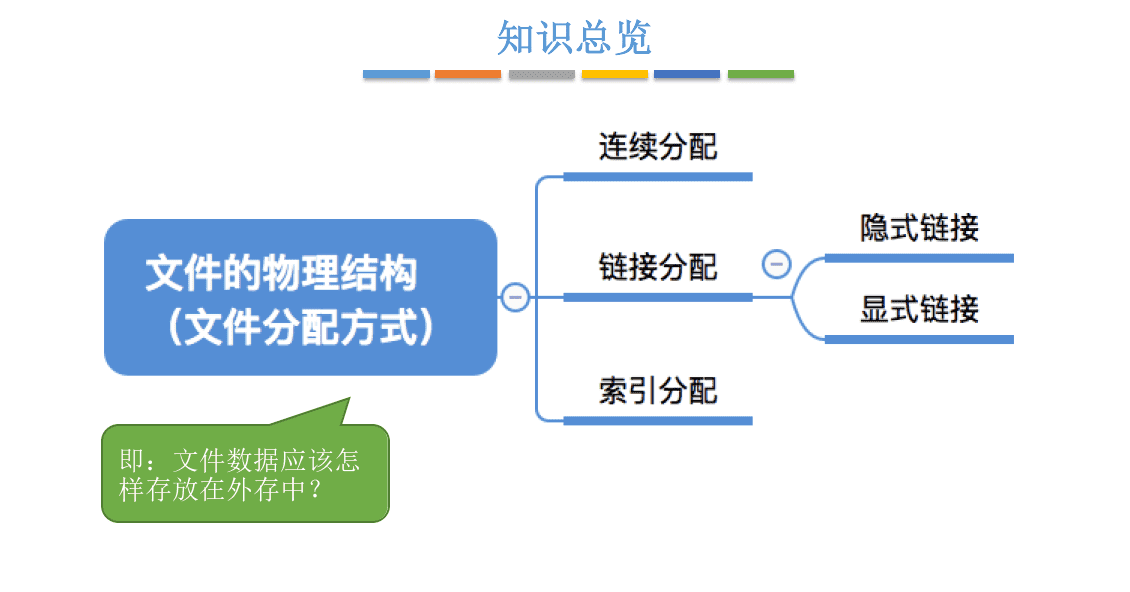 知识总览
连续分配
文件的物理结构
（文件分配方式）
链接分配
隐式链接
显式链接
索引分配
即：文件数据应该怎
样存放在外存中？